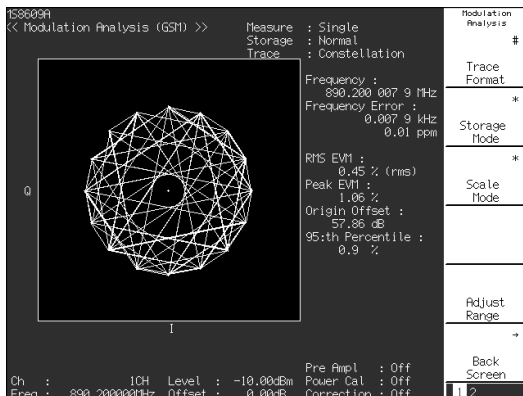 MS8609A
<< Modulation Analysis (GSM) >>
Measure : Single
Storage : Normal
Trace : Constellation
Frequency :
890.200 007 9 MHz
Frequency Error :
0.007 9 kHz
0.01 ppm
RMS EVM :
0.45 % (rms)
Peak EVM :
1.06 %
Origin Offset :
57.86 dB
95:th Percentile :
0.9 %
Q
I
Pre Ampl : Off
Ch : 1CH Level : -10.00dBm Power Cal : Off
Freq : 890.200000MHz Offset : 0.00dB Correction : Off
Modulation
Analysis
#
Trace
Format
*
Storage
Mode
*
Scale
Mode
Adjust
Range
→
Back
Screen
1 2